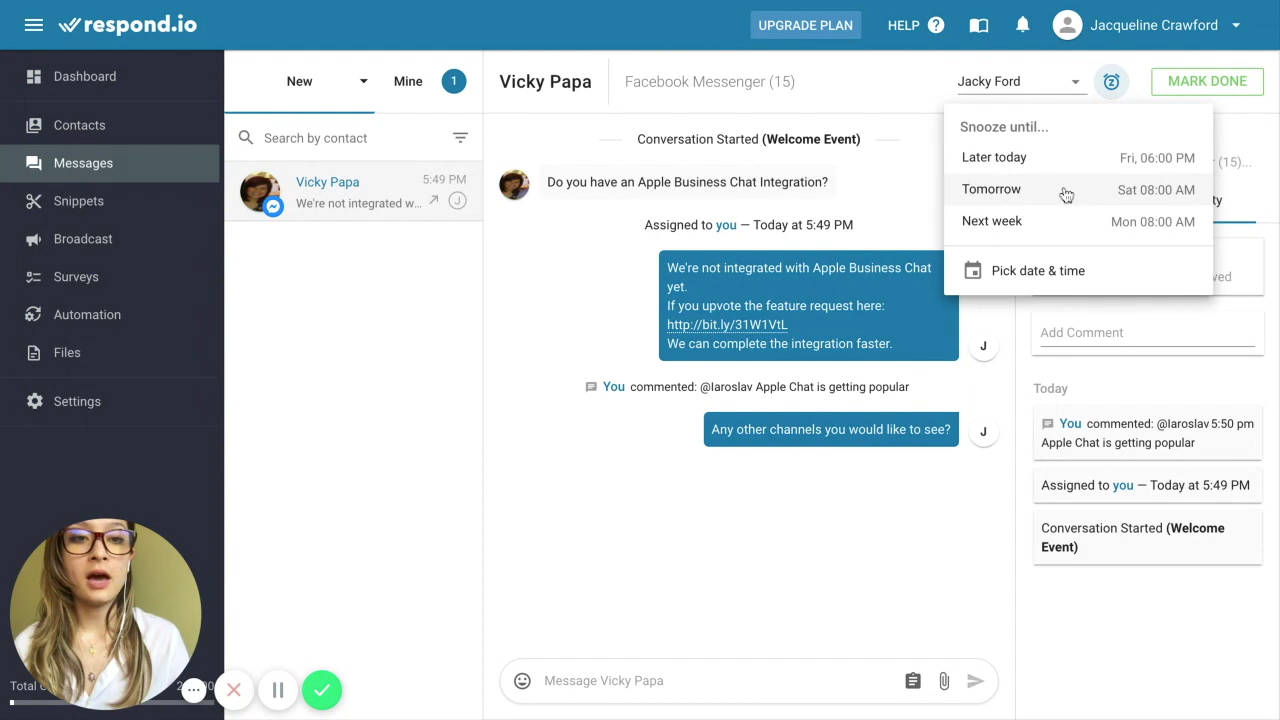 respond.io
UPGRADE PLAN
HELP
Jacqueline Crawford
Dashboard
Contacts
Messages
Snippets
Broadcast
Surveys
Automation
Files
Settings
New
Mine
1
Search by contact
Vicky Papa
5:49 PM
We're not integrated w...
J
Vicky Papa
Facebook Messenger (15)
Jacky Ford
MARK DONE
Conversation Started (Welcome Event)
Do you have an Apple Business Chat Integration?
Assigned to you — Today at 5:49 PM
We're not integrated with Apple Business Chat
yet.
If you upvote the feature request here:
http://bit.ly/31W1VtL
We can complete the integration faster.
J
You commented: @Iaroslav Apple Chat is getting popular
Any other channels you would like to see?
J
Message Vicky Papa
Snooze until...
Later today Fri, 06:00 PM
Tomorrow Sat 08:00 AM
Next week Mon 08:00 AM
Pick date & time
(15)...
Add Comment
Today
You commented: @Iaroslav 5:50 pm
Apple Chat is getting popular
Assigned to you — Today at 5:49 PM
Conversation Started (Welcome
Event)